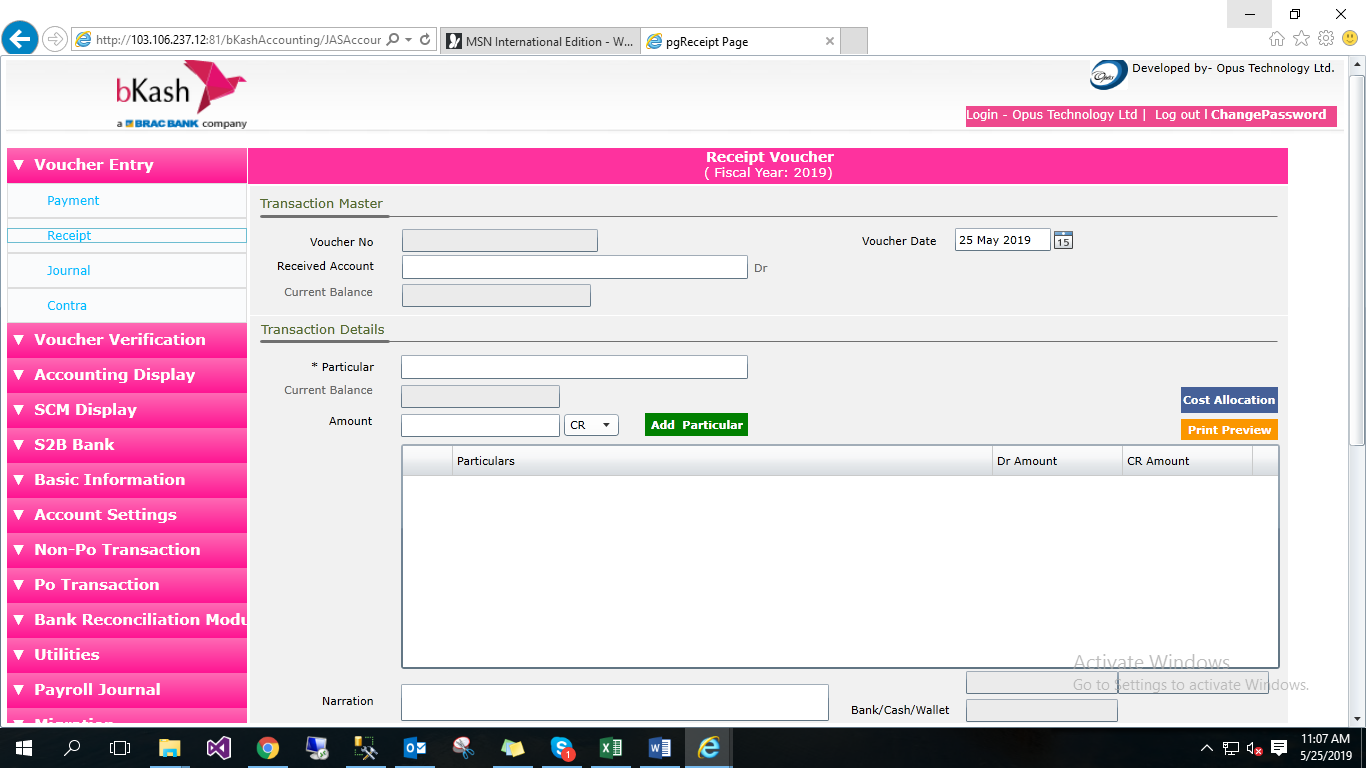 http://103.106.237.12:81/bKashAccounting/JASAccour
MSN International Edition - W...
pgReceipt Page
bKash
a BRAC BANK company
Opus
Developed by- Opus Technology Ltd.
Login - Opus Technology Ltd | Log out | ChangePassword
Voucher Entry
Payment
Receipt
Journal
Contra
Voucher Verification
Accounting Display
SCM Display
S2B Bank
Basic Information
Account Settings
Non-Po Transaction
Po Transaction
Bank Reconciliation Modu
Utilities
Payroll Journal
Migration
Receipt Voucher
( Fiscal Year: 2019)
Transaction Master
Voucher No
Voucher Date
25 May 2019
15
Received Account
Dr
Current Balance
Transaction Details
* Particular
Current Balance
Cost Allocation
Amount
CR
Add Particular
Print Preview
Particulars
Dr Amount
CR Amount
Activate Windows
Go to Settings to activate Windows.
Narration
Bank/Cash/Wallet
1
11:07 AM
5/25/2019